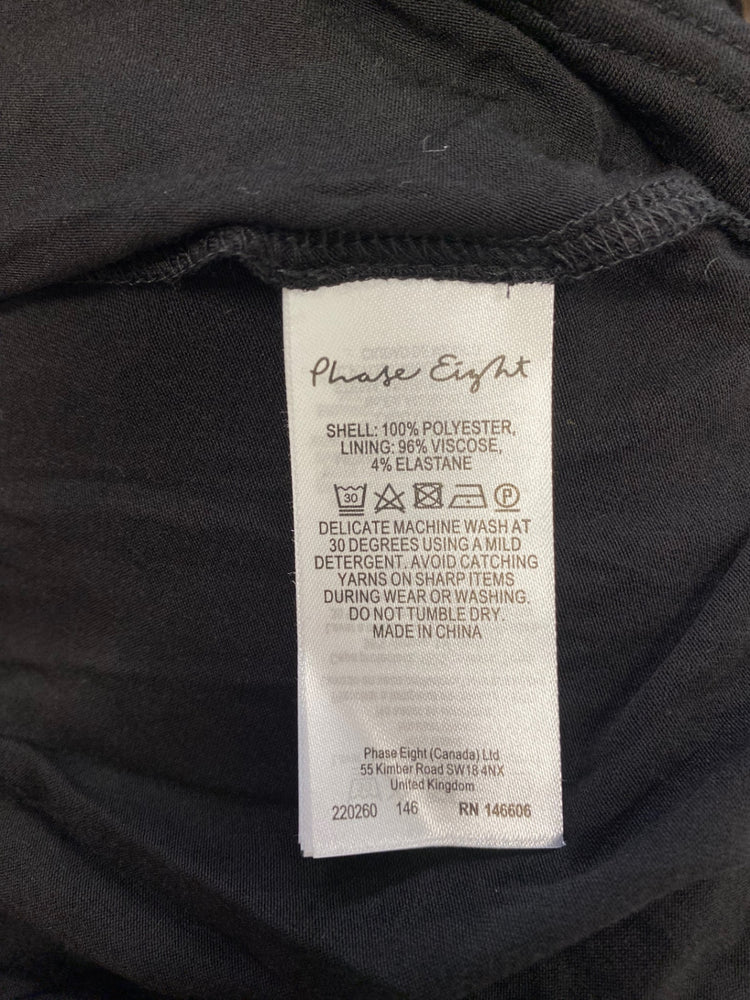 Phase Eight
SHELL: 100% POLYESTER,
LINING: 96% VISCOSE,
4% ELASTANE
30 P
DELICATE MACHINE WASH AT
30 DEGREES USING A MILD
DETERGENT. AVOID CATCHING
YARNS ON SHARP ITEMS
DURING WEAR OR WASHING.
DO NOT TUMBLE DRY.
MADE IN CHINA
Phase Eight (Canada) Ltd
55 Kimber Road SW18 4NX
United Kingdom
220260 146 RN 146606